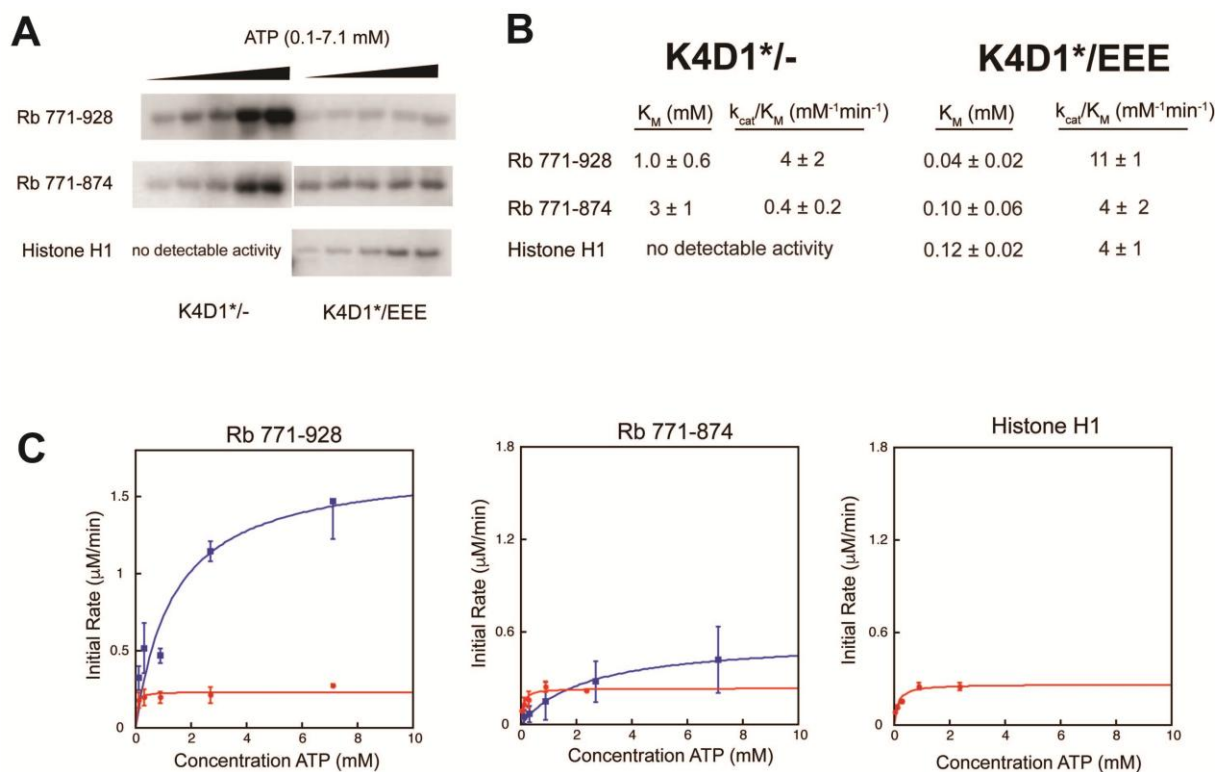 A
ATP (0.1-7.1 mM)
Rb 771-928
Rb 771-874
Histone H1 no detectable activity
K4D1*/- K4D1*/EEE
B
K4D1*/- K4D1*/EEE
K_M (mM) k_cat/K_M (mM⁻¹min⁻¹) K_M (mM) k_cat/K_M (mM⁻¹min⁻¹)
Rb 771-928 1.0 ± 0.6 4 ± 2 0.04 ± 0.02 11 ± 1
Rb 771-874 3 ± 1 0.4 ± 0.2 0.10 ± 0.06 4 ± 2
Histone H1 no detectable activity 0.12 ± 0.02 4 ± 1
C
Rb 771-928
Initial Rate (µM/min)
1.5
1
0.5
0
0 2 4 6 8 10
Concentration ATP (mM)
Rb 771-874
Initial Rate (µM/min)
1.8
1.2
0.6
0
0 2 4 6 8 10
Concentration ATP (mM)
Histone H1
Initial Rate (µM/min)
1.8
1.2
0.6
0
0 2 4 6 8 10
Concentration ATP (mM)